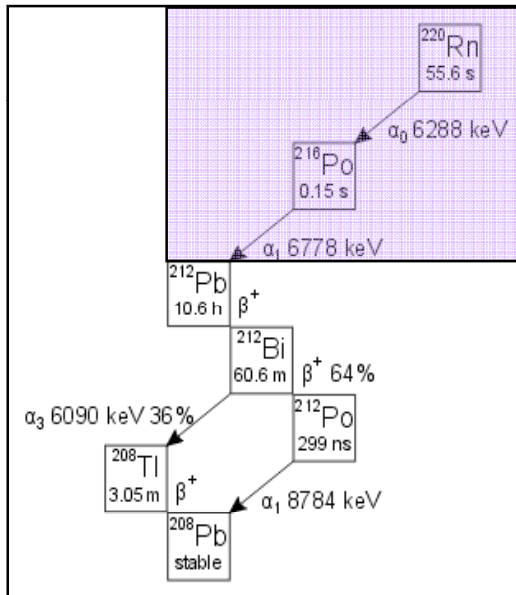 ²²⁰Rn
55.6 s
α₀ 6288 keV
²¹⁶Po
0.15 s
α₁ 6778 keV
²¹²Pb
10.6 h
β⁺
²¹²Bi
60.6 m
β⁺ 64%
α₃ 6090 keV 36%
²¹²Po
299 ns
²⁰⁸Tl
3.05 m
β⁺
α₁ 8784 keV
²⁰⁸Pb
stable